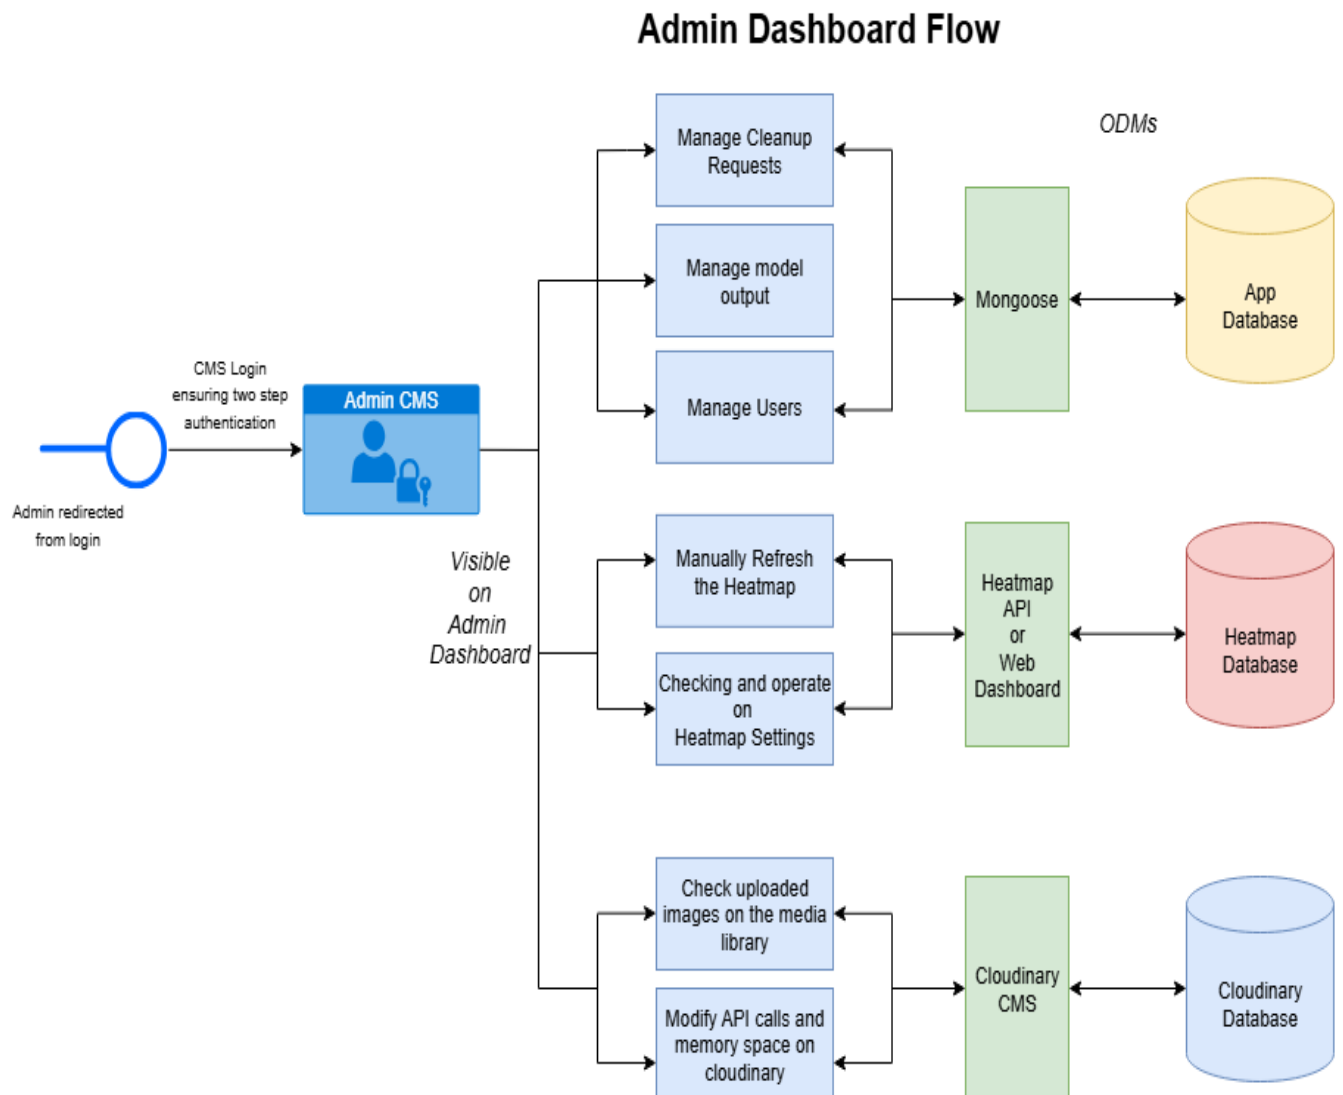 Admin Dashboard Flow
ODMs
Manage Cleanup
Requests
Manage model
output
Manage Users
Mongoose
App
Database
CMS Login
ensuring two step
authentication
Admin CMS
Admin redirected
from login
Visible
on
Admin
Dashboard
Manually Refresh
the Heatmap
Checking and operate
on
Heatmap Settings
Heatmap
API
or
Web
Dashboard
Heatmap
Database
Check uploaded
images on the media
library
Modify API calls and
memory space on
cloudinary
Cloudinary
CMS
Cloudinary
Database